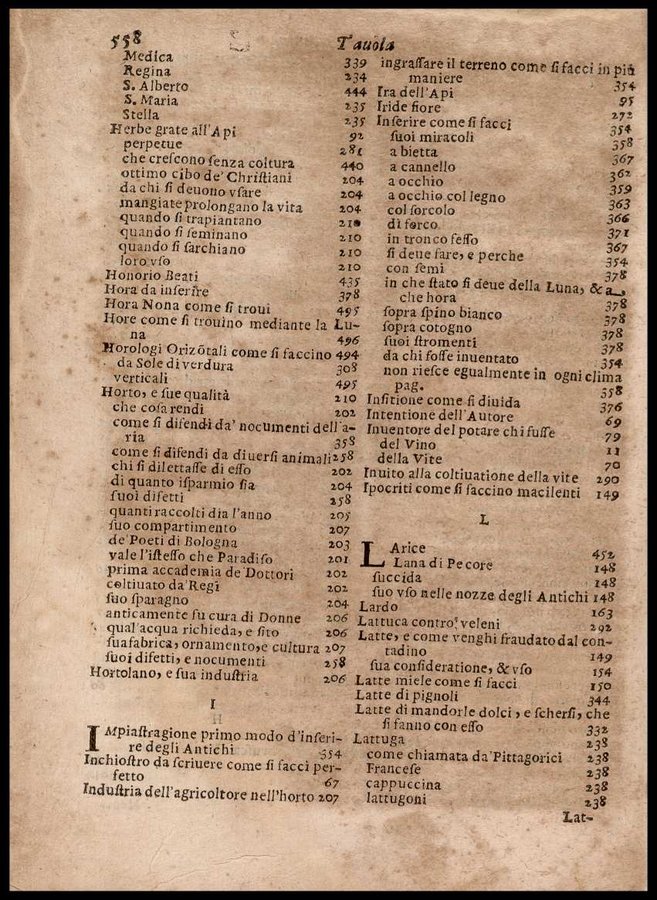 558
Tauola
Medica 339
Regina 234
S. Alberto
S. Maria 444
Stella 235
Herbe grate all'Api 235
perpetue 92
che creſcono ſenza coltura 281
ottimo cibo de' Chriſtiani 440
da chi ſi deuono vſare 204
mangiate prolongano la vita 204
quando ſi trapiantano 204
quando ſi ſeminano 210
quando ſi ſarchiano 210
loro vſo 210
Honorio Beati 435
Hora da inſerire 378
Hora Nona come ſi troui 495
Hore come ſi trouino mediante la Lu-
na 496
Horologi Orizõtali come ſi faccino 494
da Sole di verdura 308
verticali 495
Horto, e ſue qualità 210
che coſa rendi 202
come ſi difendi da' nocumenti dell'a-
ria 358
come ſi difendi da diuerſi animali 258
chi ſi dilettaſſe di eſſo 202
di quanto iſparmio ſia 204
ſuoi difetti 258
quanti raccolti dia l'anno 205
ſuo compartimento 207
de' Poeti di Bologna 203
vale l'iſteſſo che Paradiſo 201
prima accademia de Dottori 202
coltiuato da' Regi 202
ſuo ſparagno 204
anticamente ſu cura di Donne 206
qual'acqua richieda, e ſito 206
ſua fabrica, ornamento, e cultura 207
ſuoi difetti, e nocumenti 258
Hortolano, e ſua induſtria 206
I
IMpiaſtragione primo modo d'inſeri-
re degli Antichi 354
Inchioſtro da ſcriuere come ſi facci per-
fetto 67
Induſtria dell'agricoltore nell'horto 207
ingraſſare il terreno come ſi facci in più
maniere 354
Ira dell'Api 95
Iride fiore 272
Inſerire come ſi facci 354
ſuoi miracoli 358
a bietta 367
a cannello 362
a occhio 359
a occhio col legno 363
col ſorcolo 366
di ſorco 371
in tronco feſſo 367
ſi deue fare, e perche 354
con ſemi 378
in che ſtato ſi deue della Luna, & a
che hora 378
ſopra ſpino bianco 378
ſopra cotogno 378
ſuoi ſtromenti 378
da chi foſſe inuentato 354
non rieſce egualmente in ogni clima
pag. 358
Inſitione come ſi diuida 376
Intentione dell'Autore 69
Inuentore del potare chi fuſſe 79
del Vino 11
della Vite 70
Inuito alla coltiuatione della vite 290
Ipocriti come ſi faccino macilenti 149
L
LArice 452
Lana di Pecore 148
ſuccida 148
ſuo vſo nelle nozze degli Antichi 148
Lardo 163
Lattuca contro' veleni 292
Latte, e come venghi fraudato dal con-
tadino 149
ſua conſideratione, & vſo 154
Latte miele come ſi facci 150
Latte di pignoli 344
Latte di mandorle dolci, e ſcherſi, che
ſi fanno con eſſo 332
Lattuga 238
come chiamata da' Pittagorici 238
Franceſe 238
cappuccina 238
lattugoni 238
Lat-